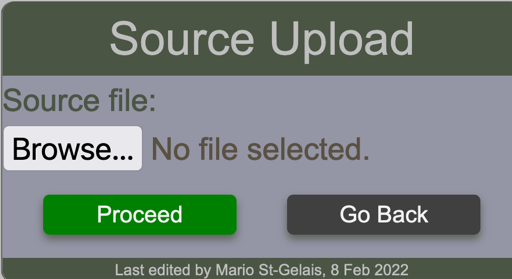 Source Upload
Source file:
Browse... No file selected.
Proceed Go Back
Last edited by Mario St-Gelais, 8 Feb 2022